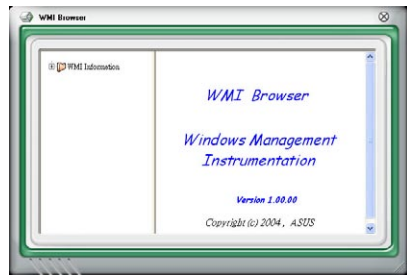 WMI Browser
WMI Information
WMI Browser
Windows Management
Instrumentation
Version 1.00.00
Copyright (c) 2004, ASUS